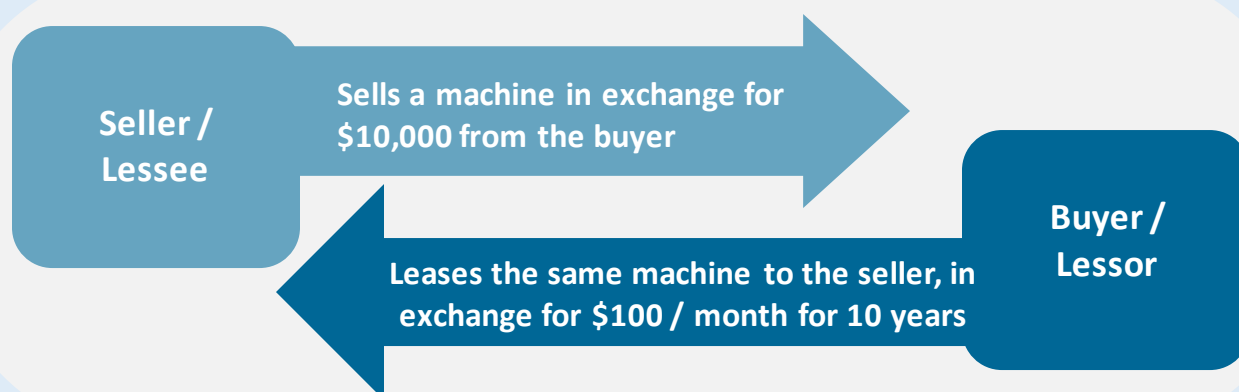 Seller /
Lessee
Sells a machine in exchange for
$10,000 from the buyer
Buyer /
Lessor
Leases the same machine to the seller, in
exchange for $100 / month for 10 years